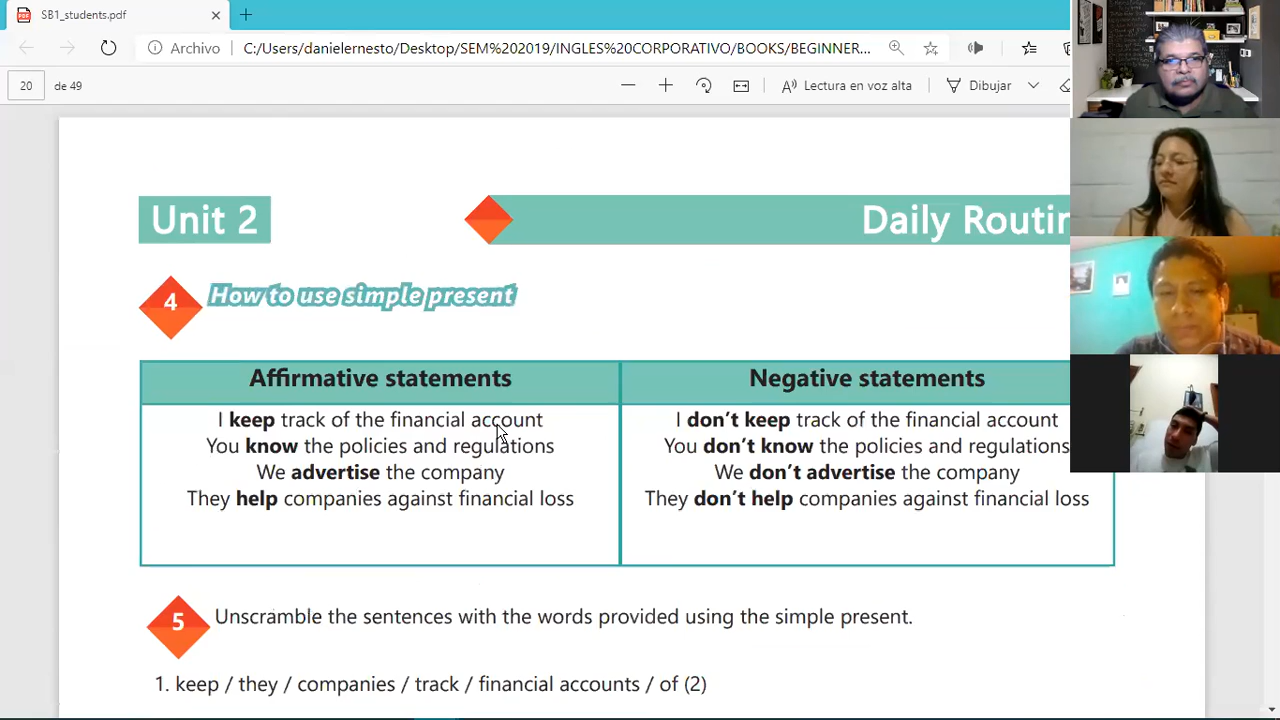 SB1_students.pdf
Archivo C:/Users/danielernesto/Desktop/SEM%202019/INGLES%20CORPORATIVO/BOOKS/BEGINNER...
20 de 49 Lectura en voz alta Dibujar
Unit 2 Daily Routin
4 How to use simple present
Affirmative statements
I keep track of the financial account
You know the policies and regulations
We advertise the company
They help companies against financial loss
Negative statements
I don't keep track of the financial account
You don't know the policies and regulations
We don't advertise the company
They don't help companies against financial loss
5 Unscramble the sentences with the words provided using the simple present.
1. keep / they / companies / track / financial accounts / of (2)